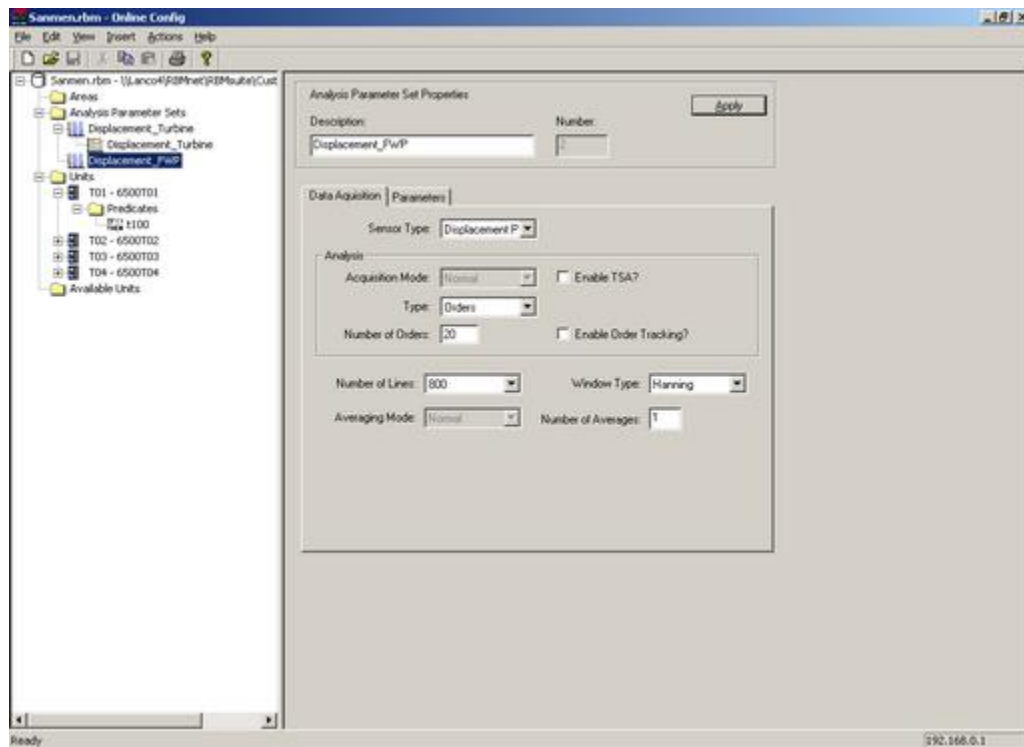 Sanmen.rbm - Online Config
File Edit View Insert Actions Help
Sanmen.rbm - \\Lanco4\RBMnet\RBMsuite\Cust
Areas
Analysis Parameter Sets
Displacement_Turbine
Displacement_Turbine
Displacement_FWP
Units
T01 - 6500T01
Predicates
t100
T02 - 6500T02
T03 - 6500T03
T04 - 6500T04
Available Units
Analysis Parameter Set Properties
Apply
Description: Number:
Displacement_FWP 2
Data Aquisition Parameters
Sensor Type: Displacement P
Analysis
Acquisition Mode: Normal Enable TSA?
Type: Orders
Number of Orders: 20 Enable Order Tracking?
Number of Lines: 800 Window Type: Hanning
Averaging Mode: Normal Number of Averages: 1
Ready 192.168.0.1